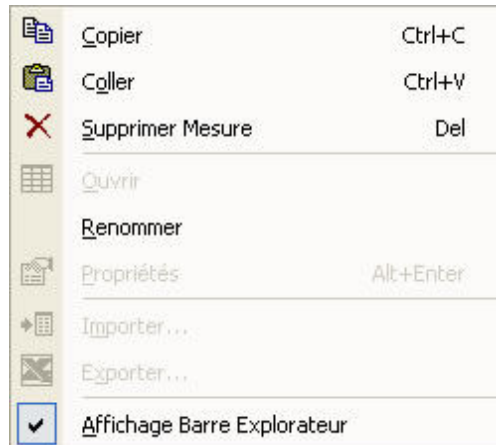 Copier Ctrl+C
Coller Ctrl+V
Supprimer Mesure Del
Ouvrir
Renommer
Propriétés Alt+Enter
Importer...
Exporter...
Affichage Barre Explorateur